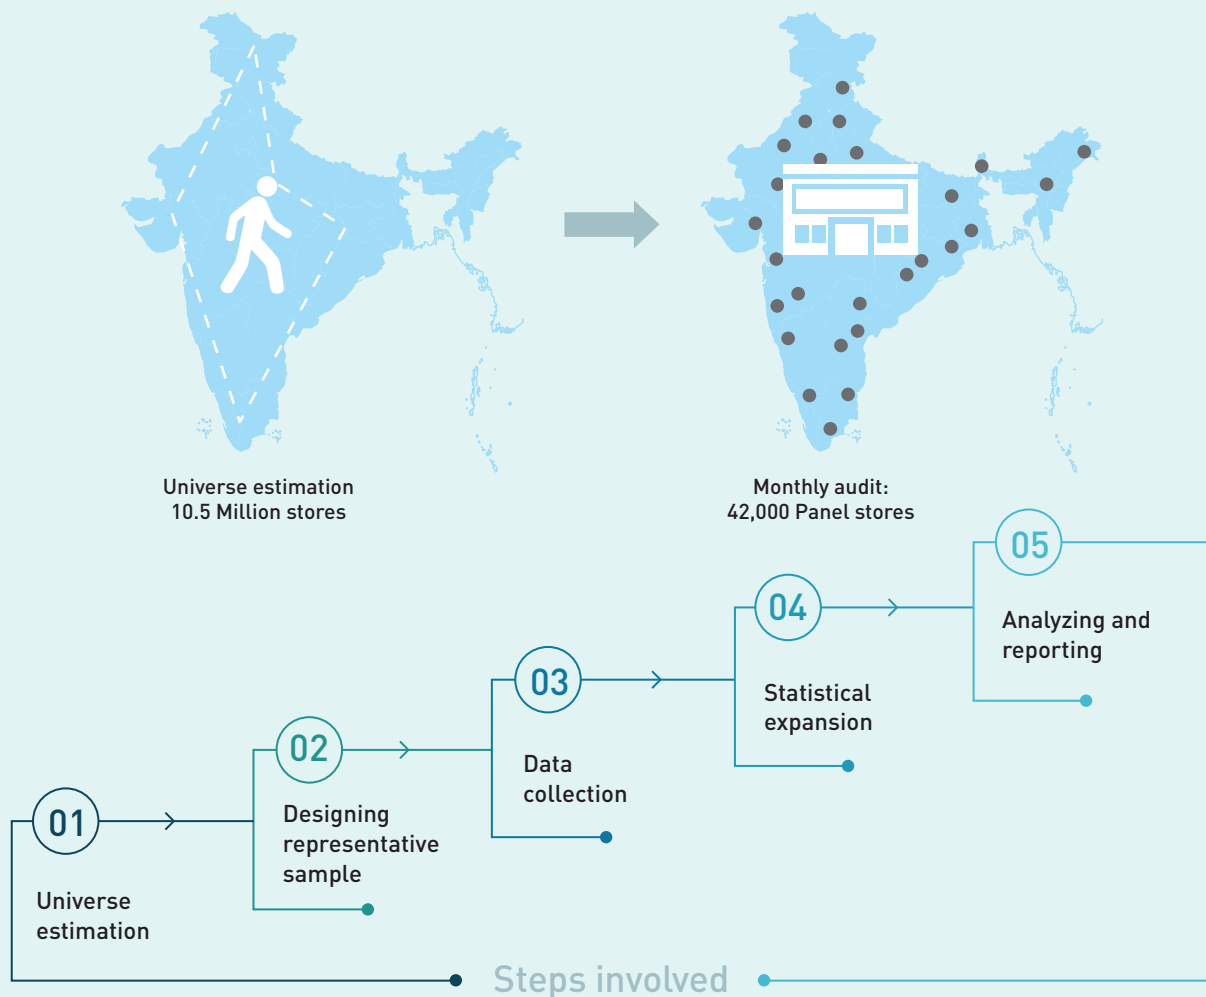 Universe estimation
10.5 Million stores
Monthly audit:
42,000 Panel stores
01
Universe
estimation
02
Designing
representative
sample
03
Data
collection
04
Statistical
expansion
05
Analyzing and
reporting
Steps involved